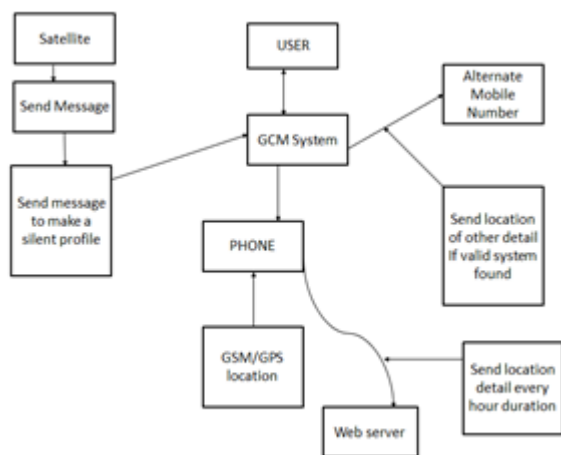 Satellite
Send Message
Send message
to make a
silent profile
USER
GCM System
PHONE
GSM/GPS
location
Web server
Alternate
Mobile
Number
Send location
of other detail
If valid system
found
Send location
detail every
hour duration